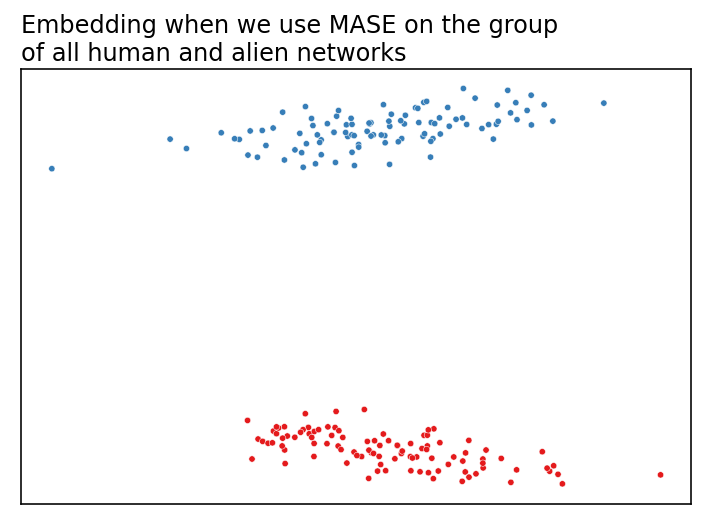 Embedding when we use MASE on the group
of all human and alien networks